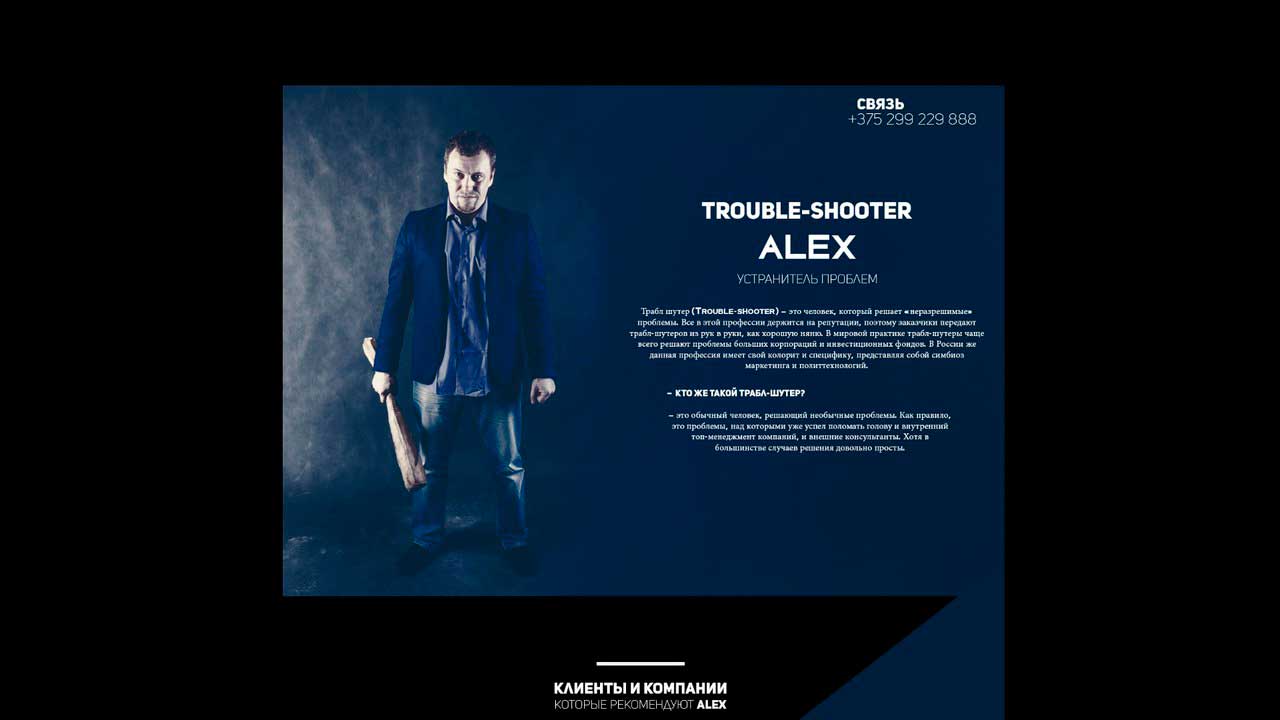 СВЯЗЬ
+375 299 229 888
TROUBLE-SHOOTER
ALEX
УСТРАНИТЕЛЬ ПРОБЛЕМ
Трабл шутер (Trouble-shooter) – это человек, который решает «неразрешимые»
проблемы. Все в этой профессии держится на репутации, поэтому заказчики передают
трабл-шутеров из рук в руки, как хорошую няню. В мировой практике трабл-шутеры чаще
всего решают проблемы больших корпораций и инвестиционных фондов. В России же
данная профессия имеет свой колорит и специфику, представляя собой симбиоз
маркетинга и политтехнологий.
– КТО ЖЕ ТАКОЙ ТРАБЛ-ШУТЕР?
– это обычный человек, решающий необычные проблемы. Как правило,
это проблемы, над которыми уже успел поломать голову и внутренний
топ-менеджмент компаний, и внешние консультанты. Хотя в
большинстве случаев решения довольно просты.
КЛИЕНТЫ И КОМПАНИИ
КОТОРЫЕ РЕКОМЕНДУЮТ ALEX